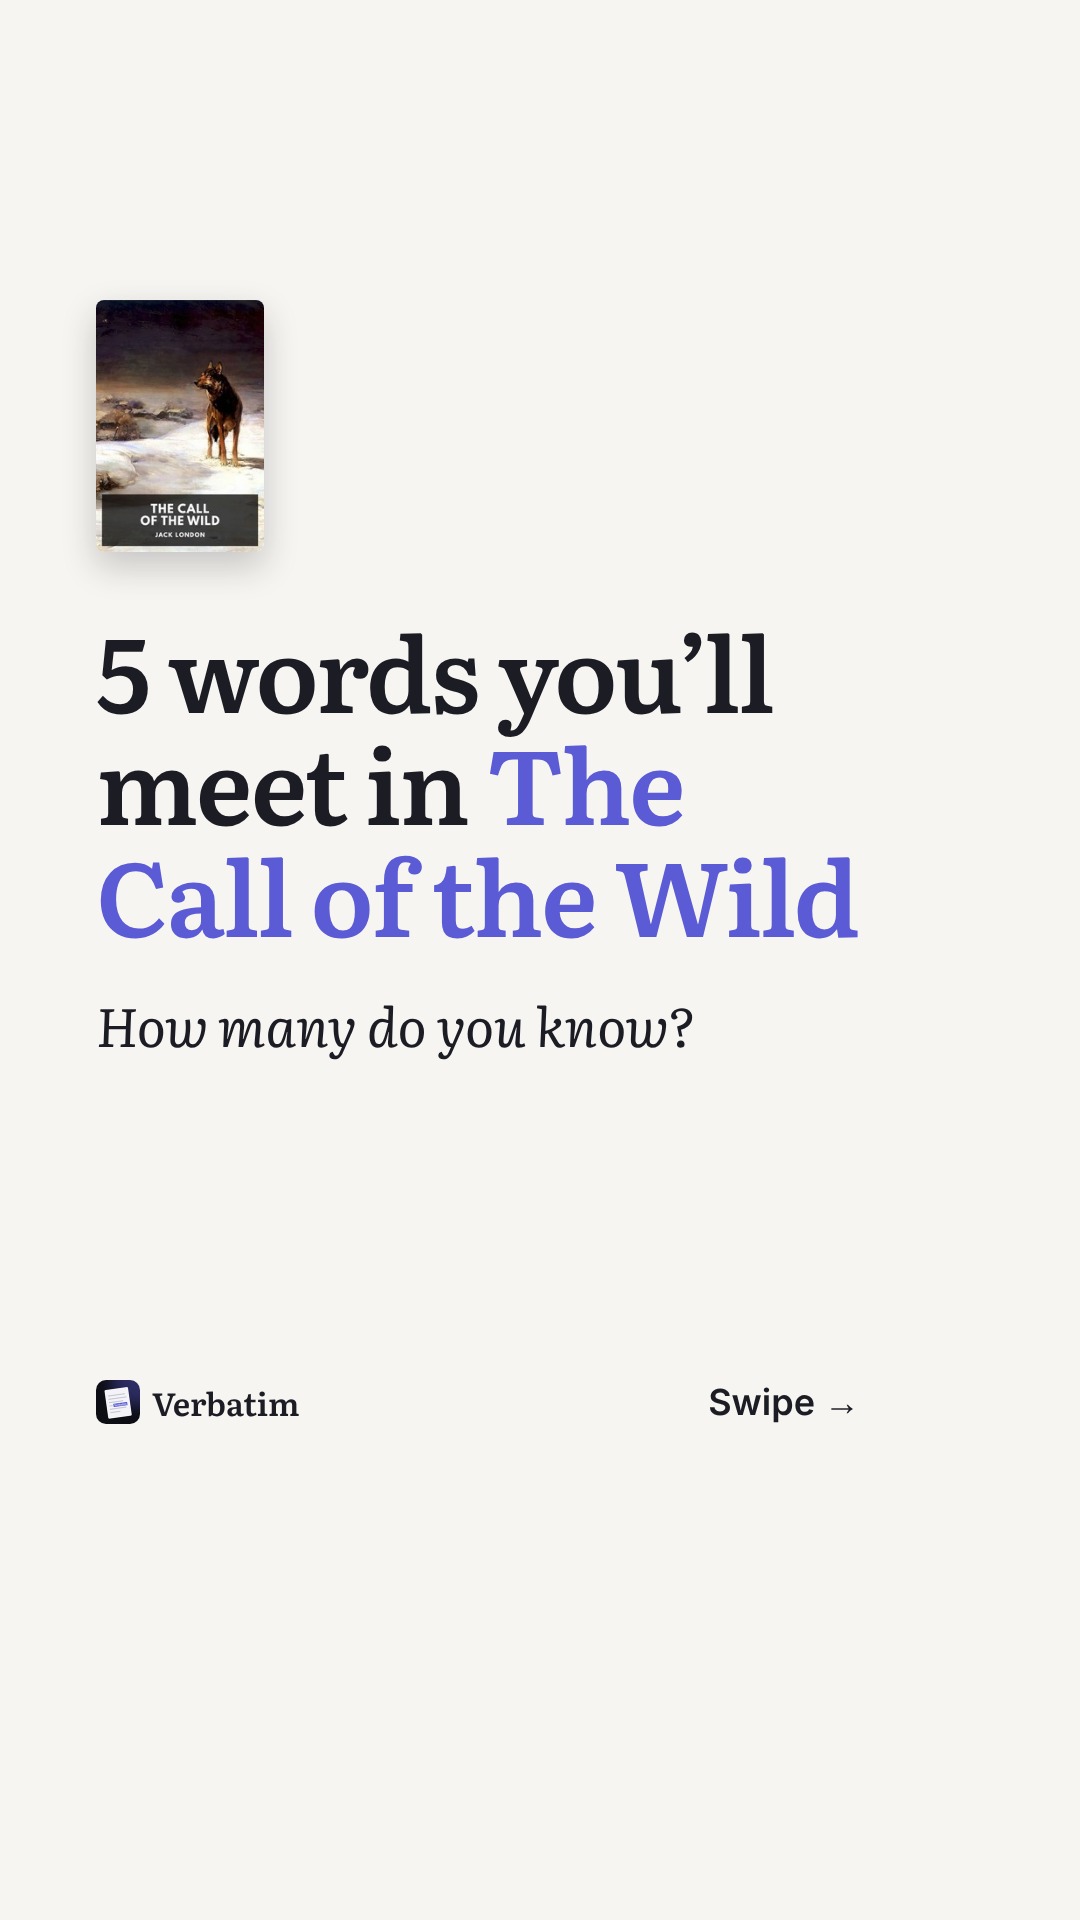 THE CALL
OF THE WILD
JACK LONDON
5 words you’ll
meet in The
Call of the Wild
How many do you know?
Verbatim
Swipe →